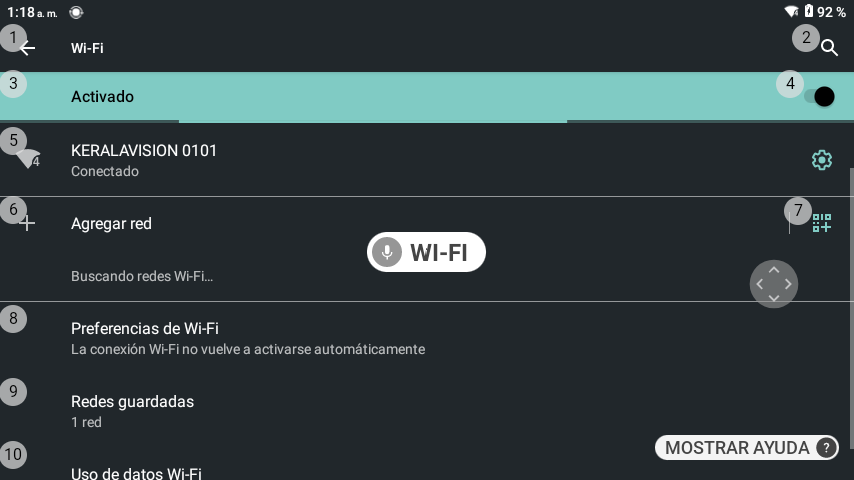 1:18 a. m. 92 %
1 Wi-Fi 2
3 Activado 4
5 KERALAVISION 0101
4 Conectado
6 Agregar red 7
WI-FI
Buscando redes Wi-Fi…
8 Preferencias de Wi-Fi
La conexión Wi-Fi no vuelve a activarse automáticamente
9 Redes guardadas
1 red
MOSTRAR AYUDA ?
10 Uso de datos Wi-Fi